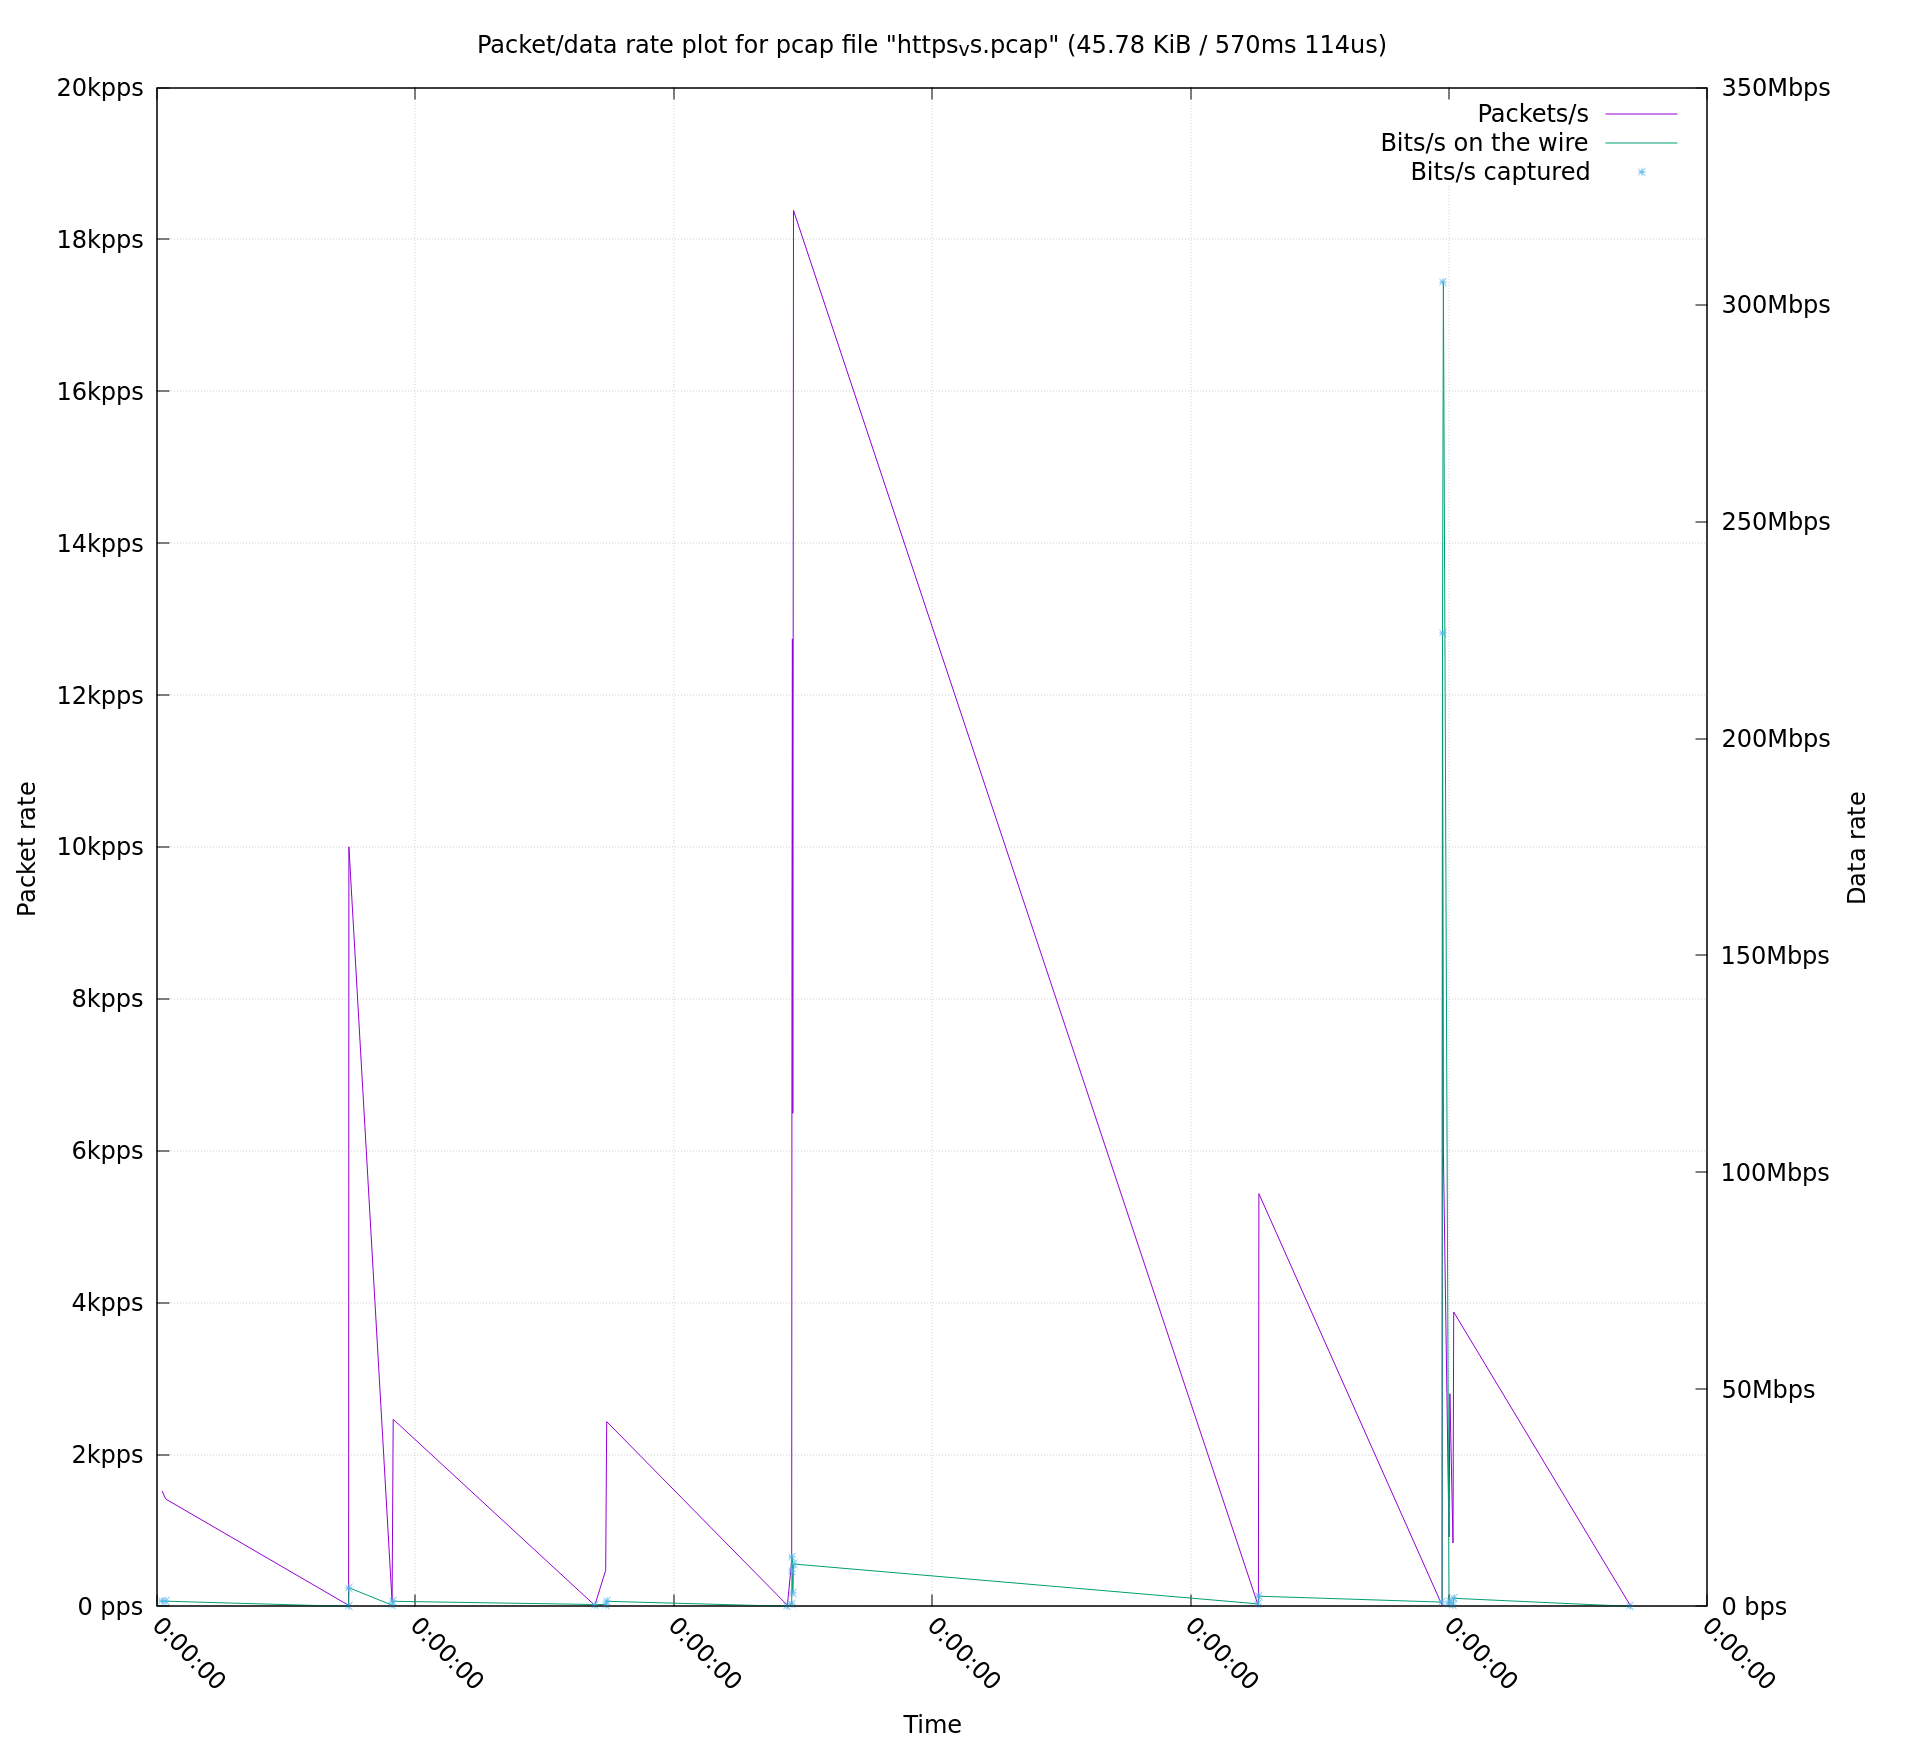 Packet/data rate plot for pcap file "httpsvs.pcap" (45.78 KiB / 570ms 114us)
Packets/s
Bits/s on the wire
Bits/s captured
20kpps
18kpps
16kpps
14kpps
12kpps
10kpps
8kpps
6kpps
4kpps
2kpps
0 pps
Packet rate
350Mbps
300Mbps
250Mbps
200Mbps
150Mbps
100Mbps
50Mbps
0 bps
Data rate
0:00:00
0:00:00
0:00:00
0:00:00
0:00:00
0:00:00
0:00:00
Time